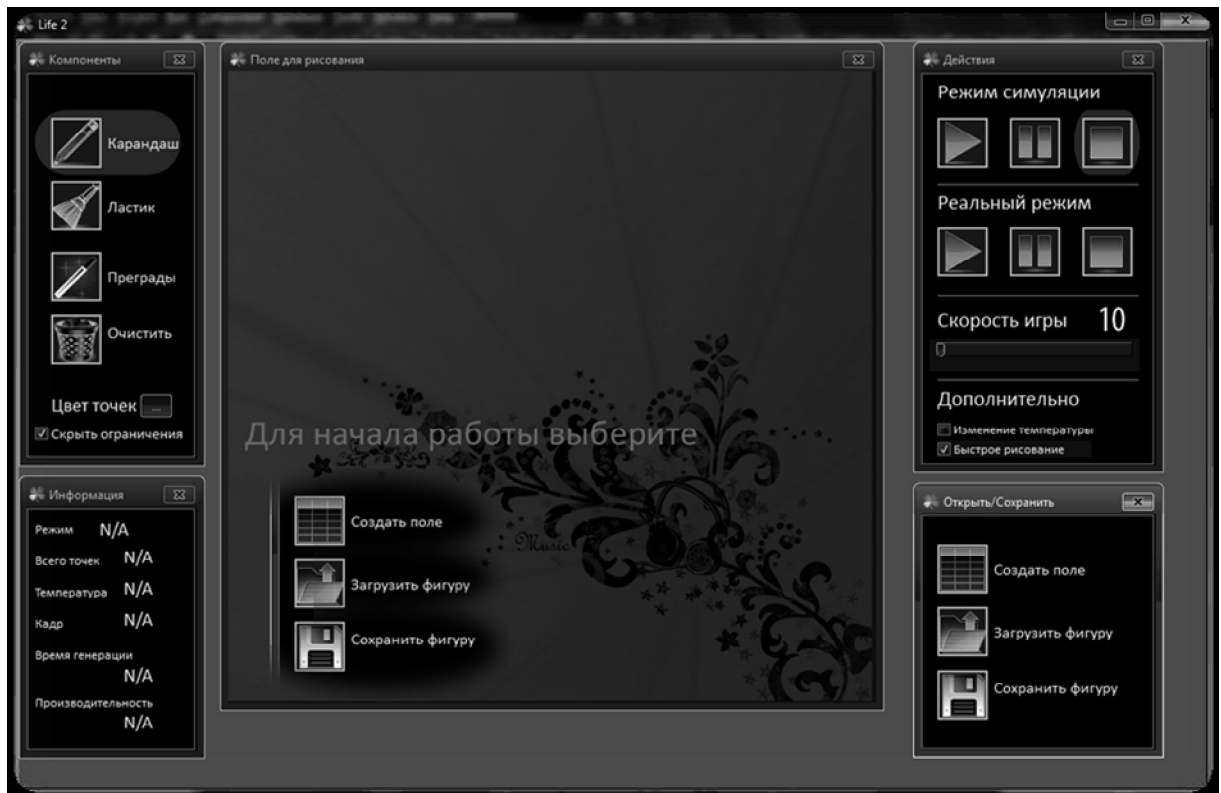 Life 2
Компоненты
Карандаш
Ластик
Преграды
Очистить
Цвет точек ...
Скрыть ограничения
Информация
Режим N/A
Всего точек N/A
Температура N/A
Кадр N/A
Время генерации
N/A
Производительность
N/A
Поле для рисования
Для начала работы выберите
Создать поле
Загрузить фигуру
Сохранить фигуру
Music
Действия
Режим симуляции
Реальный режим
Скорость игры 10
Дополнительно
Изменение температуры
Быстрое рисование
Открыть/Сохранить
Создать поле
Загрузить фигуру
Сохранить фигуру